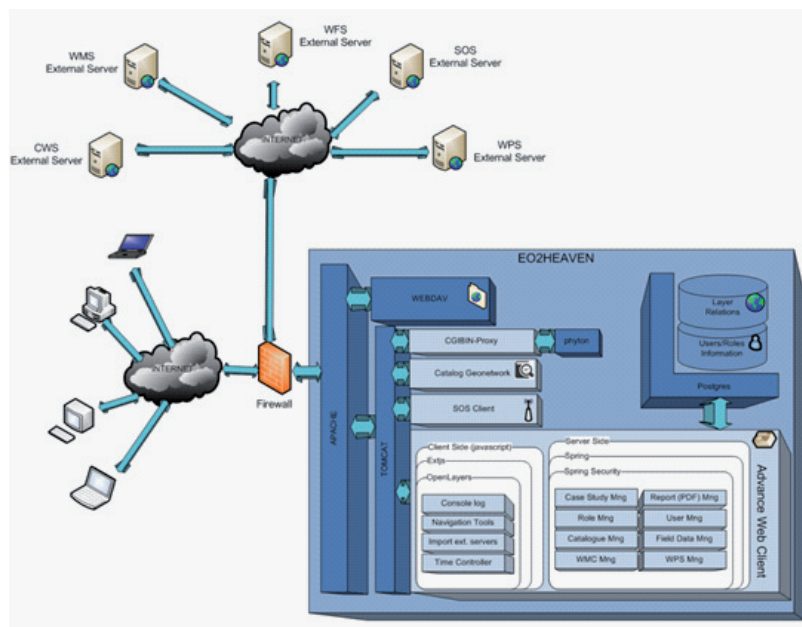 WFS
External Server
WMS
External Server
SOS
External Server
INTERNET
CWS
External Server
WPS
External Server
EO2HEAVEN
WEBDAV
Layer
Relations
CGIBIN-Proxy
phyton
Users/Roles
Information
INTERNET
Catalog Geonetwork
Postgres
Firewall
SOS Client
APACHE
TOMCAT
Client Side (javascript)
Server Side
Extjs
Spring
OpenLayers
Spring Security
Advance Web Client
Console log
Navigation Tools
Import ext. servers
Time Controller
Case Study Mng
Report (PDF) Mng
Role Mng
User Mng
Catalogue Mng
Field Data Mng
WMC Mng
WPS Mng